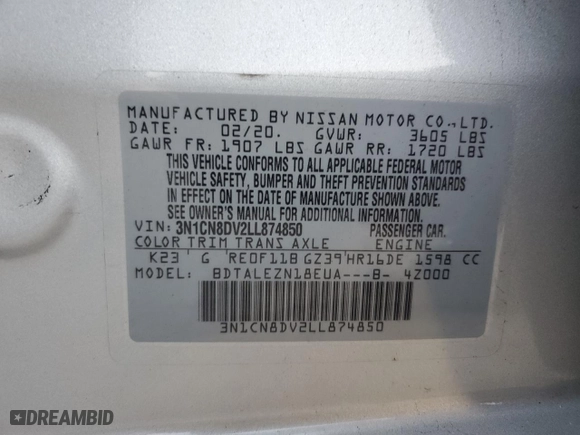 MANUFACTURED BY NISSAN MOTOR CO.,LTD.
DATE: 02/20. GVWR: 3605 LBS
GAWR FR: 1907 LBS GAWR RR: 1720 LBS
THIS VEHICLE CONFORMS TO ALL APPLICABLE FEDERAL MOTOR
VEHICLE SAFETY, BUMPER AND THEFT PREVENTION STANDARDS
IN EFFECT ON THE DATE OF MANUFACTURE SHOWN ABOVE.
SEE OWNER'S MANUAL FOR ADDITIONAL INFORMATION.
VIN: 3N1CN8DV2LL874850 PASSENGER CAR.
COLOR TRIM TRANS AXLE ENGINE
K23 G RE0F11B GZ39 HR16DE 1598 CC
MODEL: BDTALEZN18EUA---B- 4Z000
3N1CN8DV2LL874850
DREAMBID